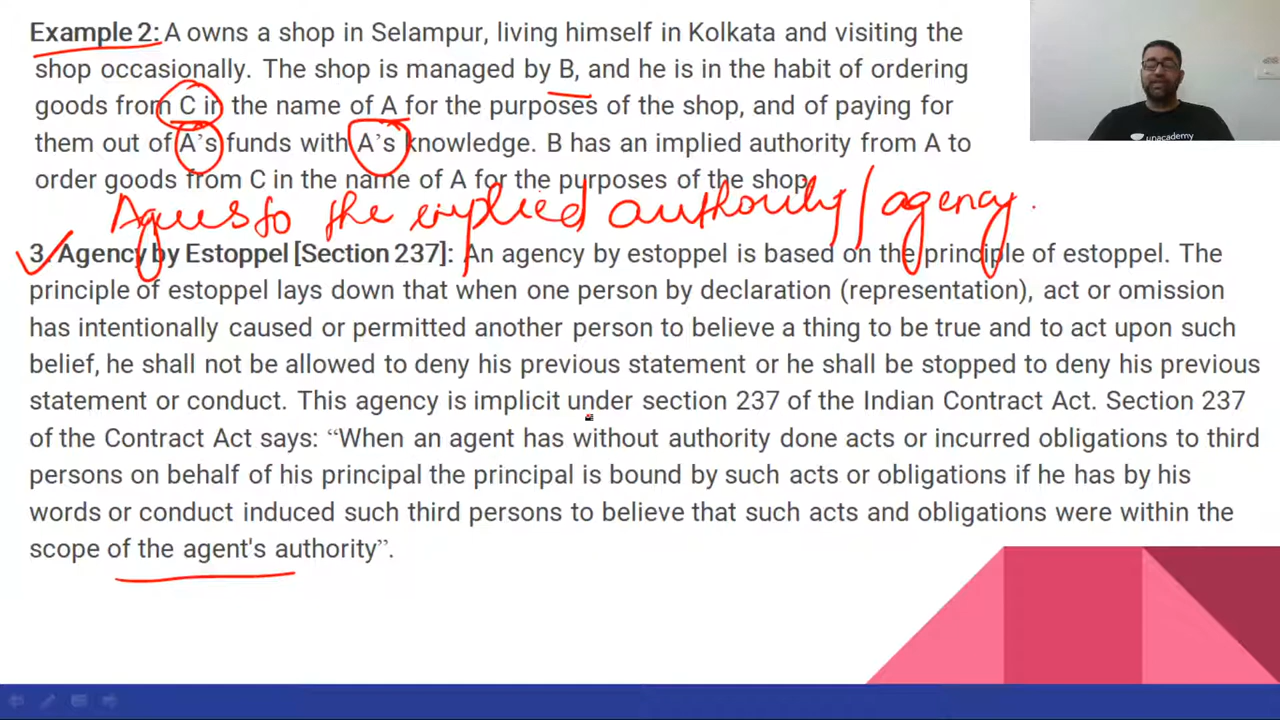 Example 2: A owns a shop in Selampur, living himself in Kolkata and visiting the
shop occasionally. The shop is managed by B, and he is in the habit of ordering
goods from C in the name of A for the purposes of the shop, and of paying for
them out of A's funds with A's knowledge. B has an implied authority from A to
order goods from C in the name of A for the purposes of the shop.
Agues to the implied authority/agency.
3. Agency by Estoppel [Section 237]: An agency by estoppel is based on the principle of estoppel. The
principle of estoppel lays down that when one person by declaration (representation), act or omission
has intentionally caused or permitted another person to believe a thing to be true and to act upon such
belief, he shall not be allowed to deny his previous statement or he shall be stopped to deny his previous
statement or conduct. This agency is implicit under section 237 of the Indian Contract Act. Section 237
of the Contract Act says: “When an agent has without authority done acts or incurred obligations to third
persons on behalf of his principal the principal is bound by such acts or obligations if he has by his
words or conduct induced such third persons to believe that such acts and obligations were within the
scope of the agent's authority”.
unacademy